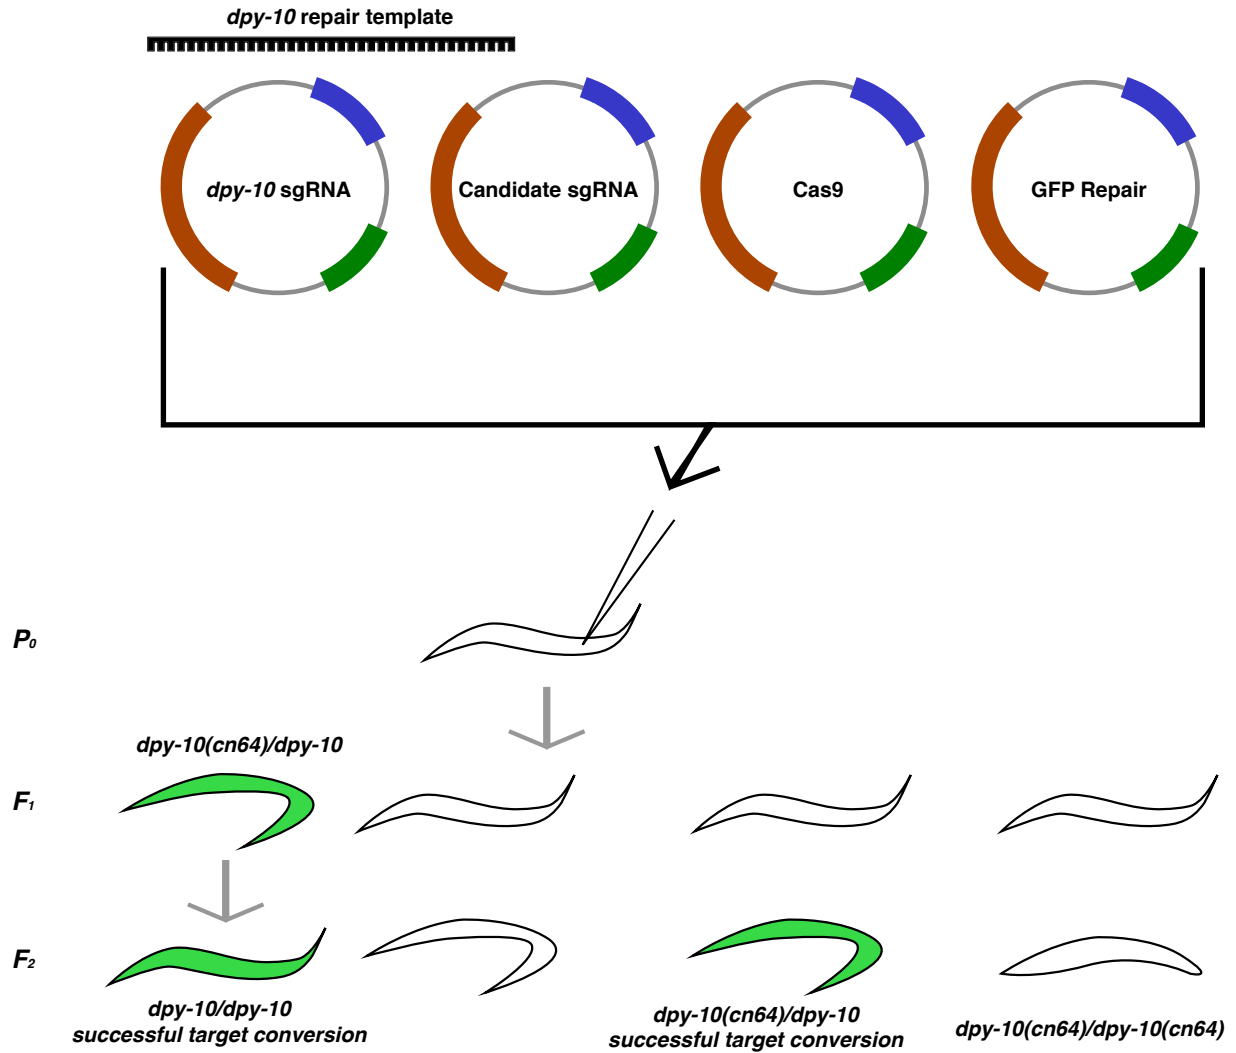 dpy-10 repair template
dpy-10 sgRNA
Candidate sgRNA
Cas9
GFP Repair
P0
dpy-10(cn64)/dpy-10
F1
F2
dpy-10/dpy-10
successful target conversion
dpy-10(cn64)/dpy-10
successful target conversion
dpy-10(cn64)/dpy-10(cn64)